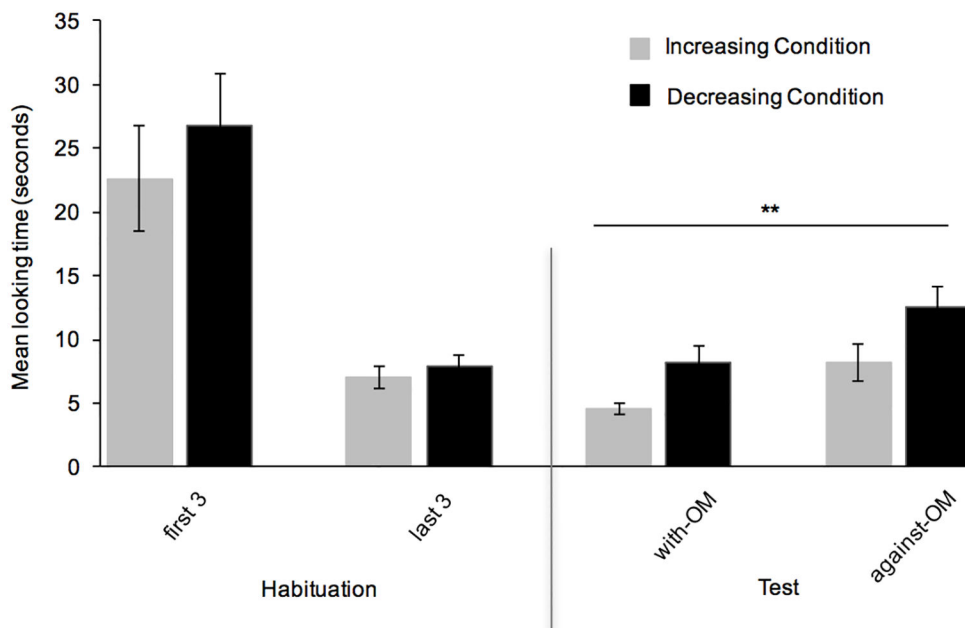 Mean looking time (seconds)
35
30
25
20
15
10
5
0
Increasing Condition
Decreasing Condition
**
first 3
last 3
with-OM
against-OM
Habituation
Test